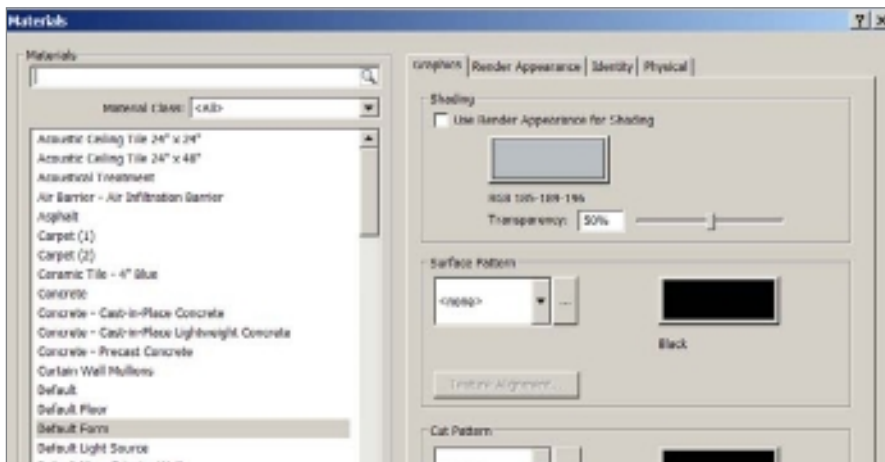 Materials
Materials
Material Class: <All>
Acoustic Ceiling Tile 24" x 24"
Acoustic Ceiling Tile 24" x 48"
Acoustical Treatment
Air Barrier - Air Infiltration Barrier
Asphalt
Carpet (1)
Carpet (2)
Ceramic Tile - 4" Blue
Concrete
Concrete - Cast-in-Place Concrete
Concrete - Cast-in-Place Lightweight Concrete
Concrete - Precast Concrete
Curtain Wall Mullions
Default
Default Floor
Default Form
Default Light Source
Graphics Render Appearance Identity Physical
Shading
Use Render Appearance for Shading
RGB 185-189-196
Transparency: 50%
Surface Pattern
<none> ...
Black
Texture Alignment...
Cut Pattern